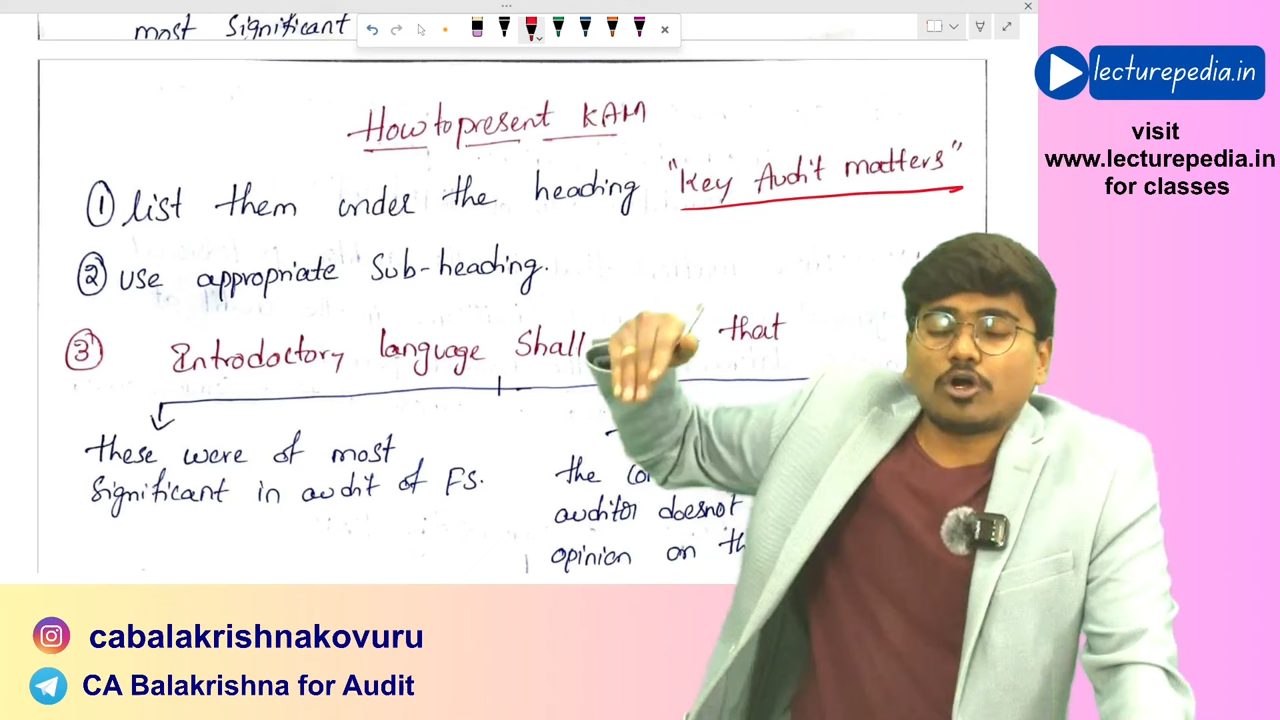 most significant
How to present KAM
① list them under the heading "Key Audit matters"
② Use appropriate Sub-heading.
③ Introductory language Shall that
these were of most
significant in audit of FS.
the
auditor doesnot
opinion on
lecturepedia.in
visit
www.lecturepedia.in
for classes
cabalakrishnakovuru
CA Balakrishna for Audit